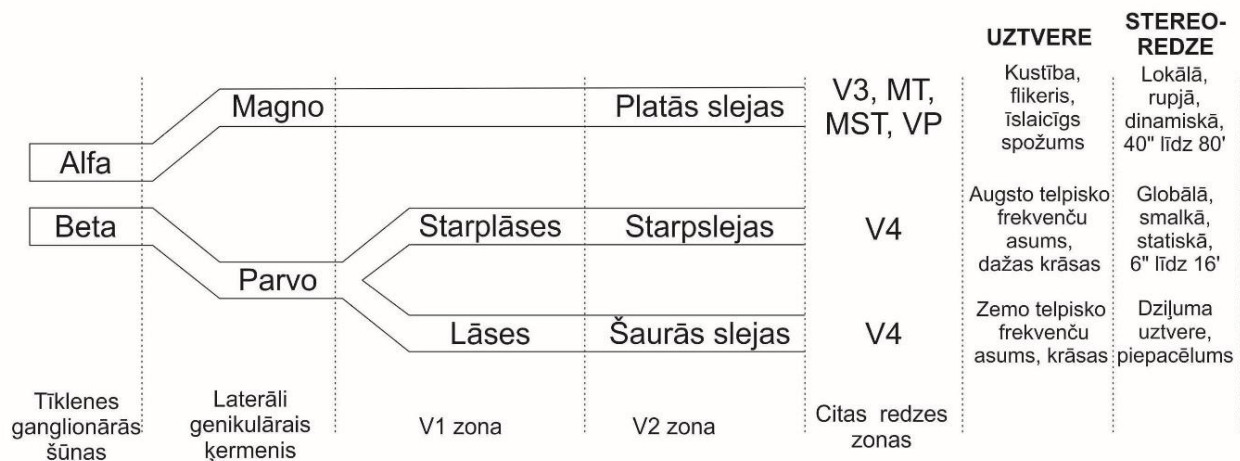 UZTVERE
STEREO-
REDZE
Alfa
Magno
Platās slejas
V3, MT,
MST, VP
Kustība,
flikeris,
īslaicīgs
spožums
Lokālā,
rupjā,
dinamiskā,
40" līdz 80'
Beta
Parvo
Starplāses
Starpslejas
V4
Augsto telpisko
frekvenču
asums,
dažas krāsas
Globālā,
smalkā,
statiskā,
6" līdz 16'
Lāses
Šaurās slejas
V4
Zemo telpisko
frekvenču
asums, krāsas
Dziļuma
uztvere,
piepacēlums
Tīklenes
ganglionārās
šūnas
Laterāli
genikulārais
ķermenis
V1 zona
V2 zona
Citas redzes
zonas